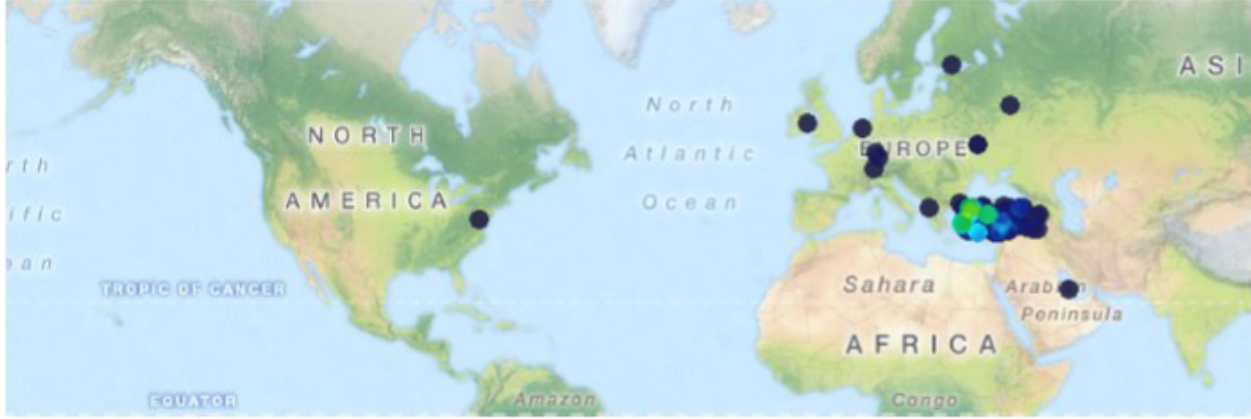 ASI
North
NORTH
Atlantic
EUROPE
rth
AMERICA
Ocean
ific
ean
Sahara
TROPIC OF CANCER
Arabian
Peninsula
AFRICA
EQUATOR
Amazon
Congo